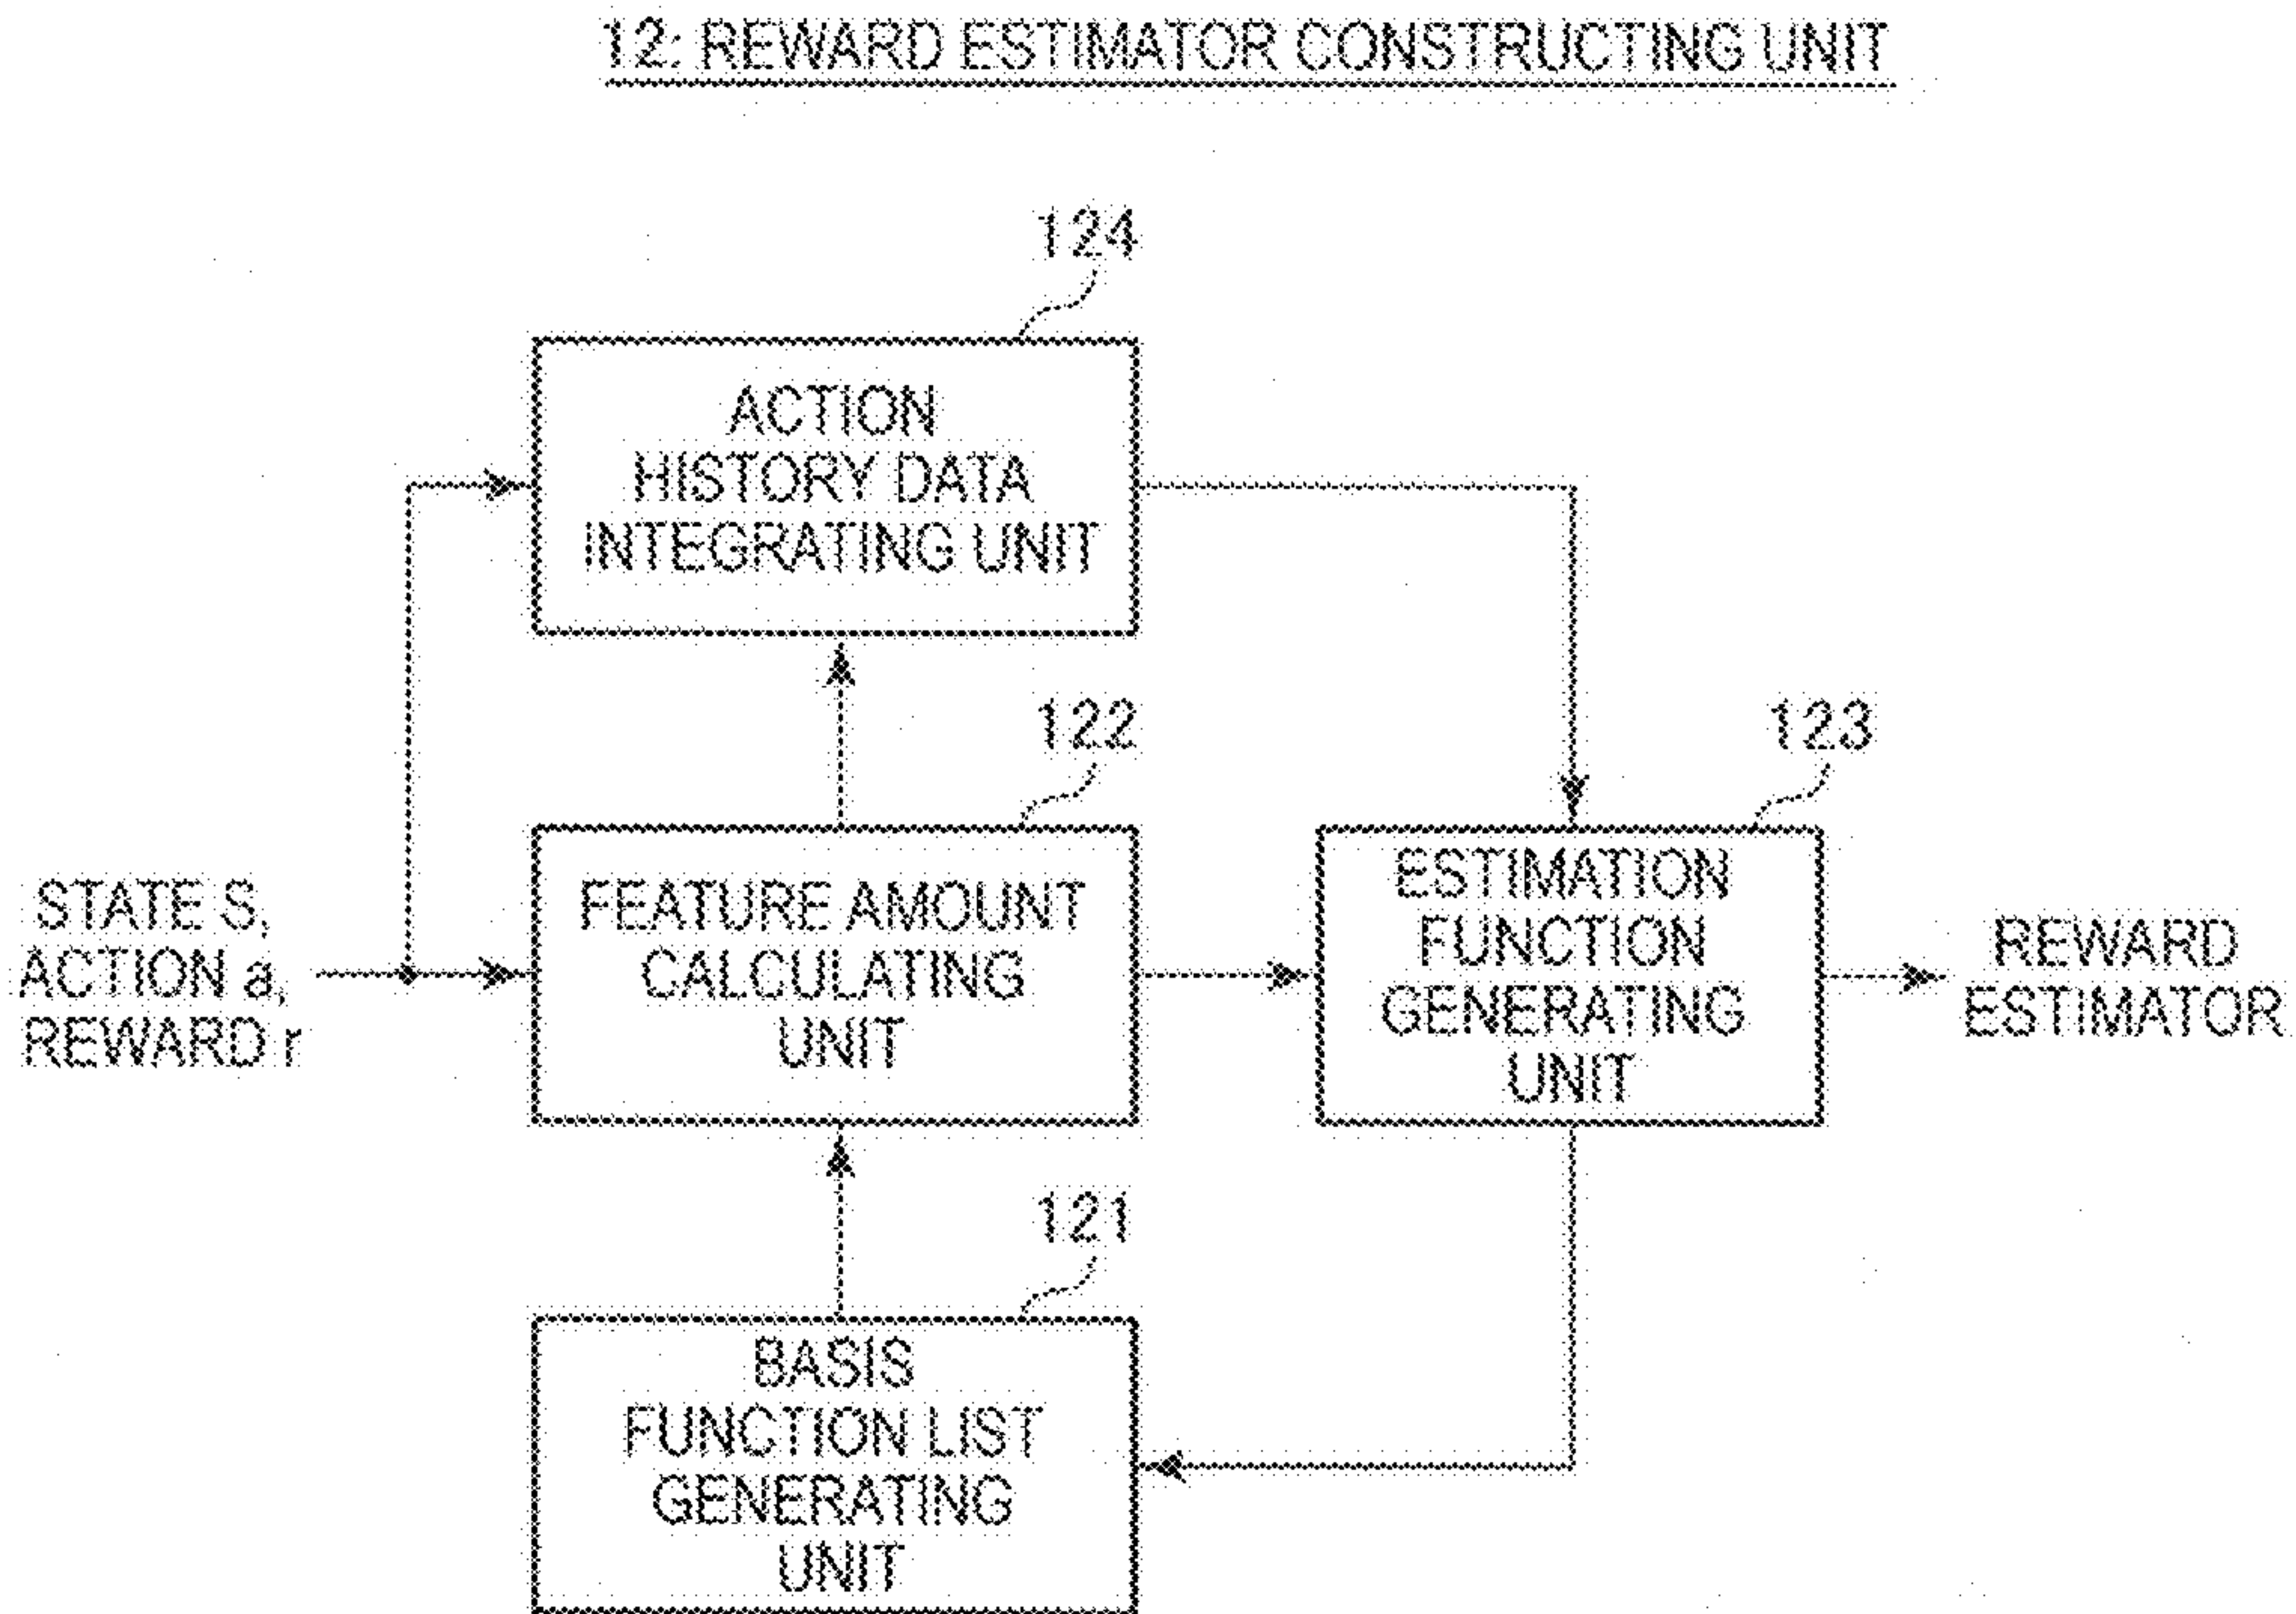 12: REWARD ESTIMATOR CONSTRUCTING UNIT
124
ACTION
HISTORY DATA
INTEGRATING UNIT
122
123
STATE S,
ACTION a,
REWARD r
FEATURE AMOUNT
CALCULATING
UNIT
ESTIMATION
FUNCTION
GENERATING
UNIT
REWARD
ESTIMATOR
121
BASIS
FUNCTION LIST
GENERATING
UNIT